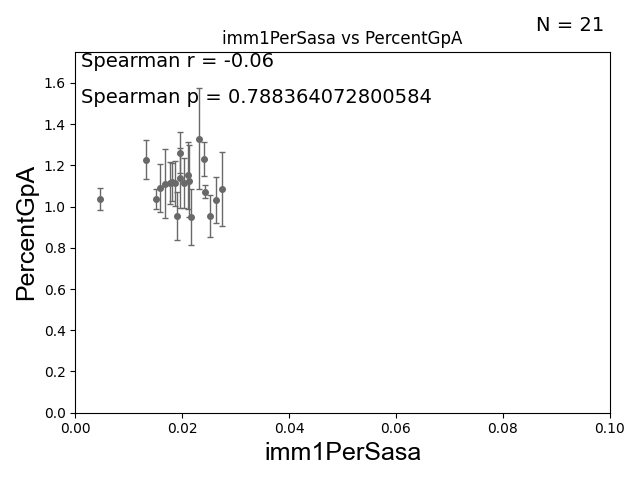 N = 21
imm1PerSasa vs PercentGpA
Spearman r = -0.06
Spearman p = 0.788364072800584
PercentGpA
1.6
1.4
1.2
1.0
0.8
0.6
0.4
0.2
0.0
0.00 0.02 0.04 0.06 0.08 0.10
imm1PerSasa